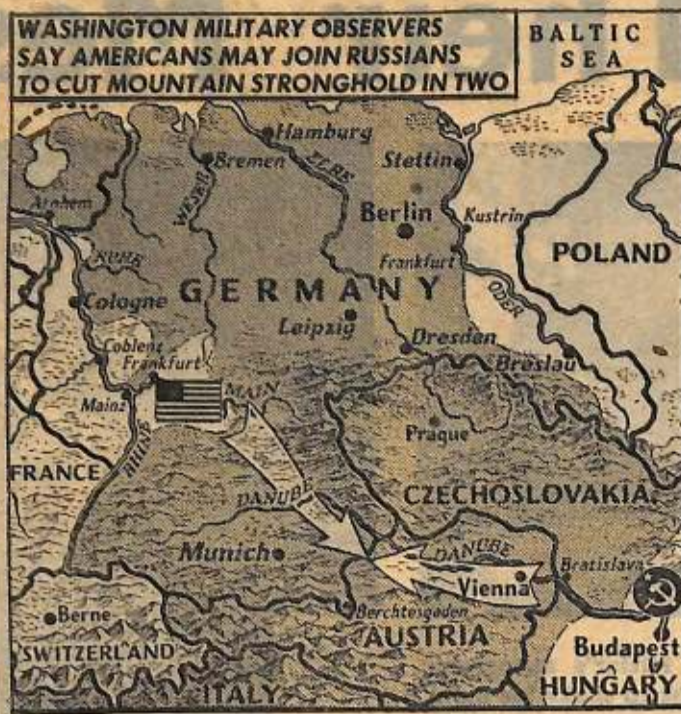 WASHINGTON MILITARY OBSERVERS
SAY AMERICANS MAY JOIN RUSSIANS
TO CUT MOUNTAIN STRONGHOLD IN TWO
BALTIC
SEA
Hamburg
Bremen
ELBE
Stettin
WESER
Arnhem
Berlin
Kustrin
RUHR
Frankfurt
POLAND
Cologne
GERMANY
ODER
Leipzig
Coblenz
Frankfurt
Dresden
Breslau
MAIN
Mainz
Prague
RHINE
FRANCE
DANUBE
CZECHOSLOVAKIA
Munich
DANUBE
Vienna
Bratislava
Berne
Berchtesgaden
SWITZERLAND
AUSTRIA
Budapest
ITALY
HUNGARY